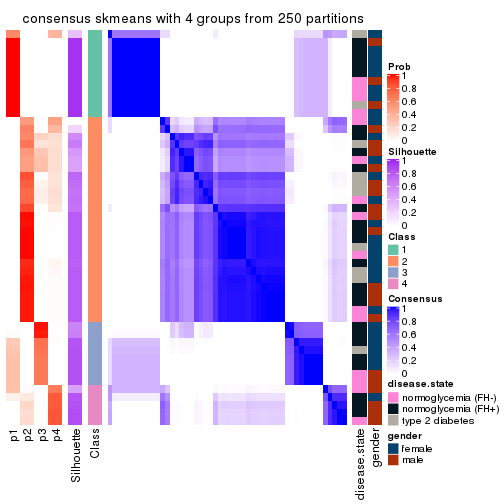 consensus skmeans with 4 groups from 250 partitions
Prob
1
0.8
0.6
0.4
0.2
0
Silhouette
1
0.8
0.6
0.4
0.2
0
Class
1
2
3
4
Consensus
1
0.8
0.6
0.4
0.2
0
disease.state
normoglycemia (FH-)
normoglycemia (FH+)
type 2 diabetes
gender
female
male
p1
p2
p3
p4
Silhouette
Class
disease.state
gender